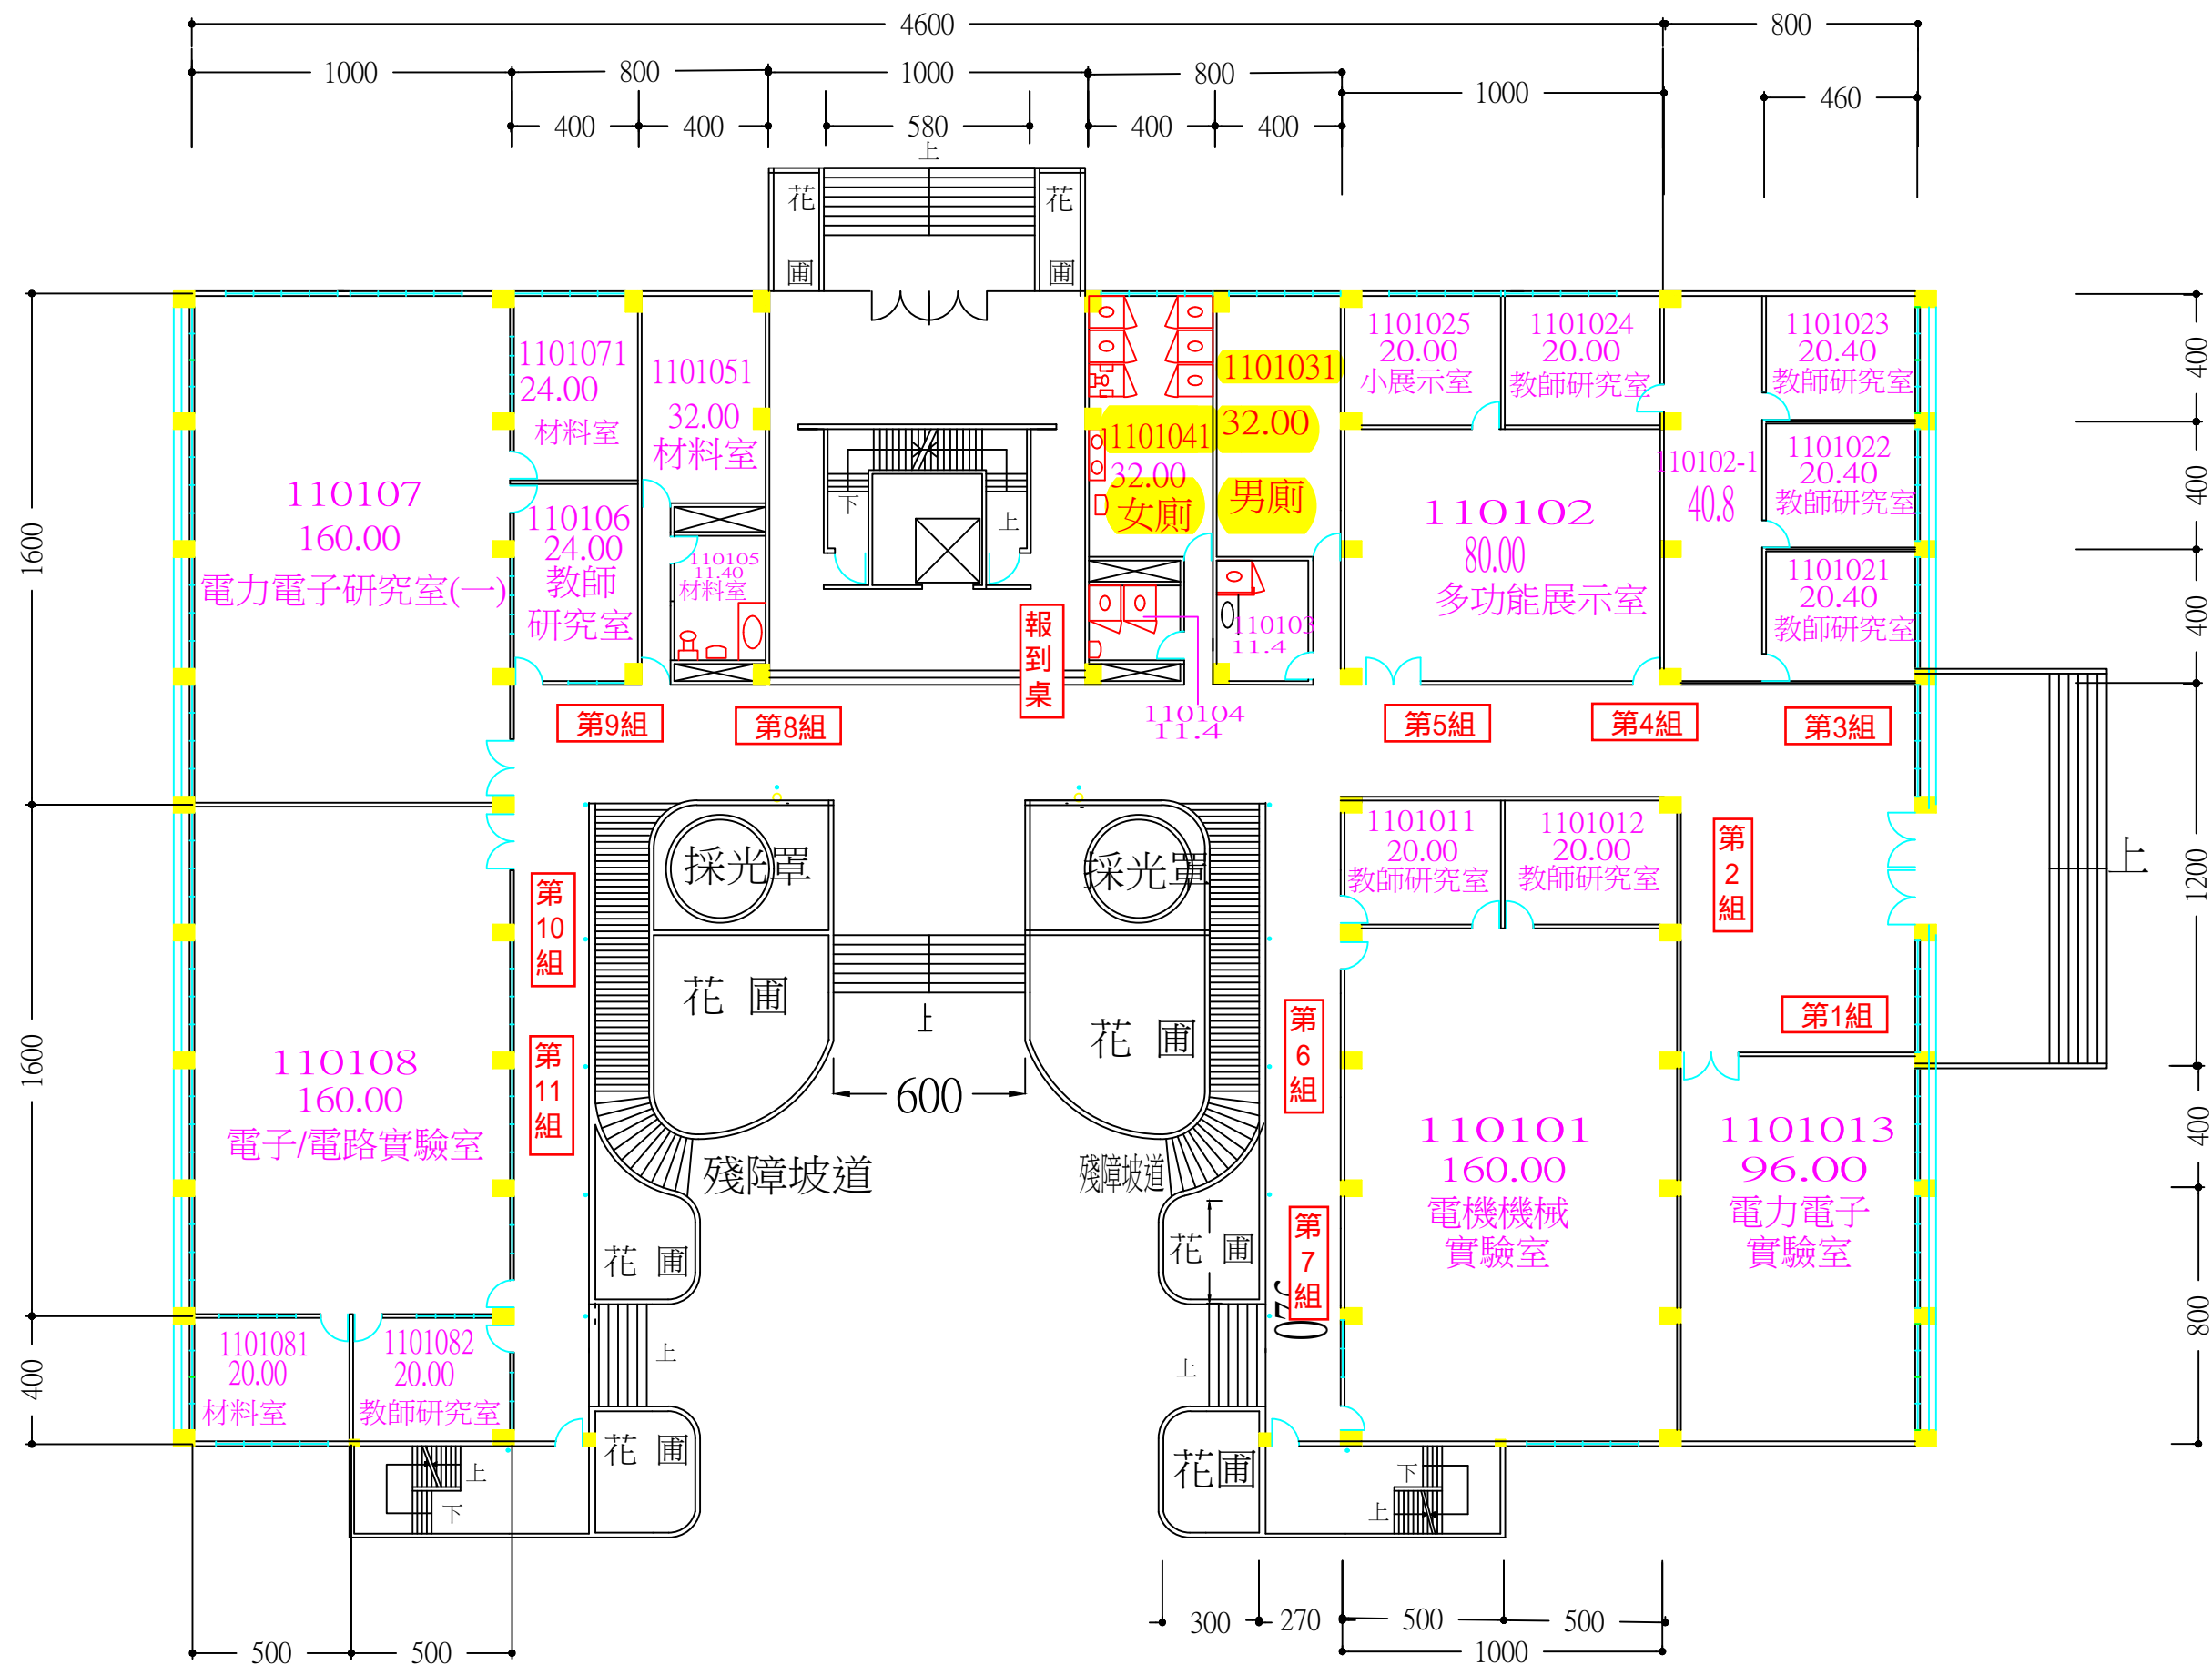 4600
800
1000
800
1000
800
1000
460
400
400
580
400
400
上
花
圃
花
圃
1101071
24.00
材料室
1101051
32.00
材料室
1101031
32.00
男廁
1101041
32.00
女廁
1101025
20.00
小展示室
1101024
20.00
教師研究室
1101023
20.40
教師研究室
400
110107
160.00
電力電子研究室(一)
1600
110106
24.00
教師
研究室
110105
11.40
材料室
下
上
110102
80.00
多功能展示室
110102-1
40.8
1101022
20.40
教師研究室
400
1101021
20.40
教師研究室
400
110103
11.4
110104
11.4
報到桌
第9組
第8組
第5組
第4組
第3組
採光罩
採光罩
1101011
20.00
教師研究室
1101012
20.00
教師研究室
第2組
上
1200
第10組
花 圃
上
花 圃
第6組
第1組
110108
160.00
電子/電路實驗室
1600
第11組
600
殘障坡道
殘障坡道
110101
160.00
電機機械
實驗室
1101013
96.00
電力電子
實驗室
400
花 圃
花 圃
第7組
800
1101081
20.00
材料室
1101082
20.00
教師研究室
400
上
上
花 圃
花圃
上
下
下
上
500
500
300
270
500
500
1000